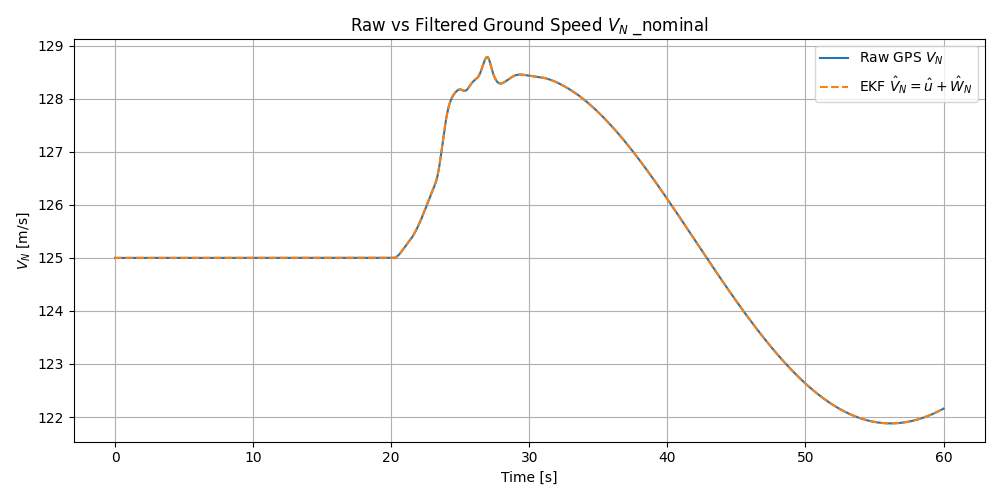 Raw vs Filtered Ground Speed V_N _nominal
Raw GPS V_N
EKF V̂_N = û + Ŵ_N
V_N [m/s]
129
128
127
126
125
124
123
122
0 10 20 30 40 50 60
Time [s]